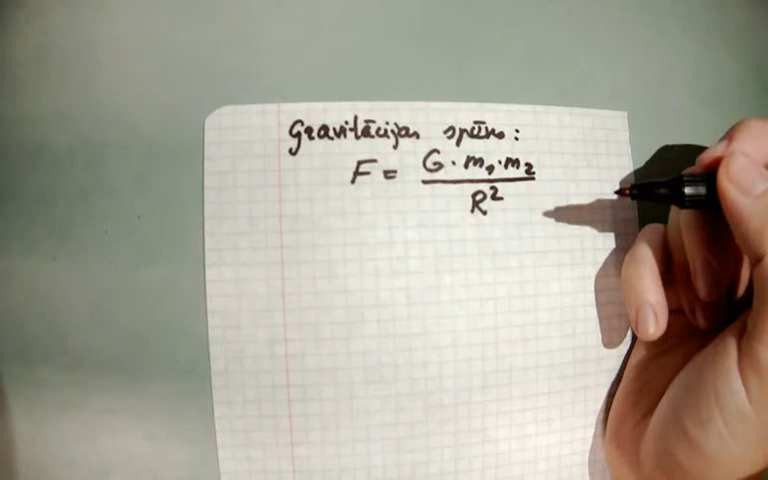 Gravitācijas spēks:
F = G · m₁ · m₂ / R²